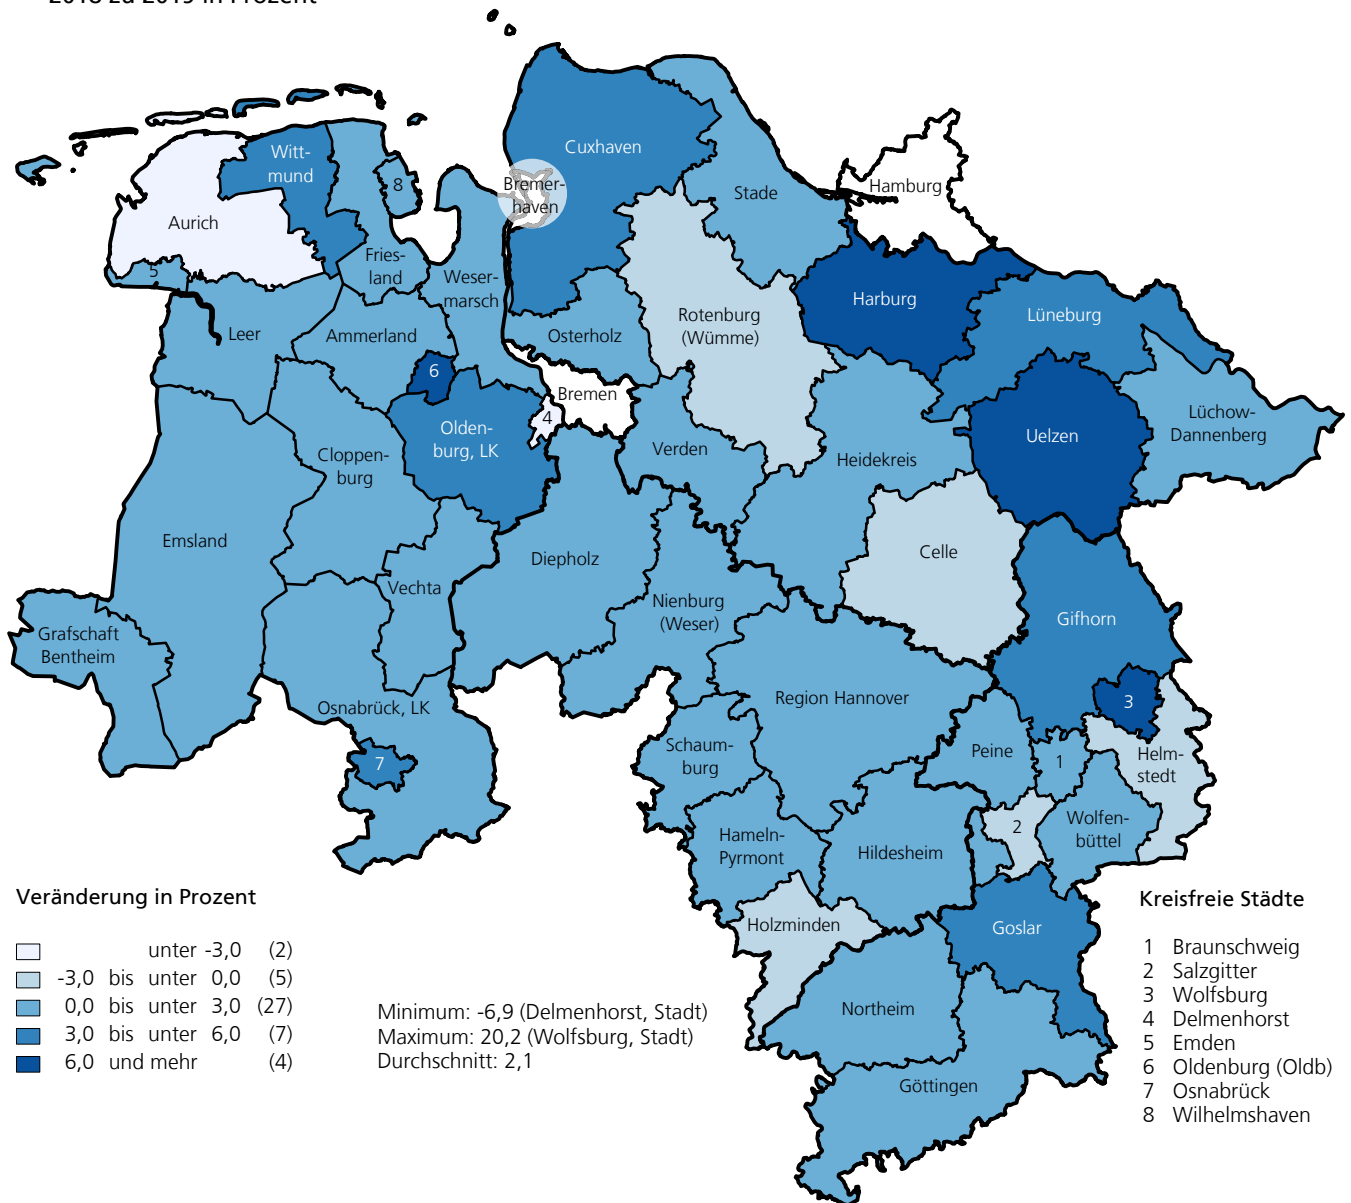 2018 zu 2019 in Prozent
Cuxhaven
Witt-
mund
Stade
Hamburg
8
Bremer-
haven
Aurich
5
Fries-
land
Weser-
marsch
Harburg
Lüneburg
Rotenburg
(Wümme)
Osterholz
Leer
Ammerland
6
Bremen
4
Olden-
burg, LK
Lüchow-
Dannenberg
Uelzen
Verden
Heidekreis
Cloppen-
burg
Emsland
Celle
Diepholz
Vechta
Nienburg
(Weser)
Gifhorn
Grafschaft
Bentheim
Region Hannover
3
Osnabrück, LK
Schaum-
burg
Peine
1
Helm-
stedt
7
2
Wolfen-
büttel
Hameln-
Pyrmont
Hildesheim
Holzminden
Goslar
Northeim
Göttingen
Veränderung in Prozent
unter -3,0 (2)
-3,0 bis unter 0,0 (5)
0,0 bis unter 3,0 (27)
3,0 bis unter 6,0 (7)
6,0 und mehr (4)
Minimum: -6,9 (Delmenhorst, Stadt)
Maximum: 20,2 (Wolfsburg, Stadt)
Durchschnitt: 2,1
Kreisfreie Städte
1 Braunschweig
2 Salzgitter
3 Wolfsburg
4 Delmenhorst
5 Emden
6 Oldenburg (Oldb)
7 Osnabrück
8 Wilhelmshaven